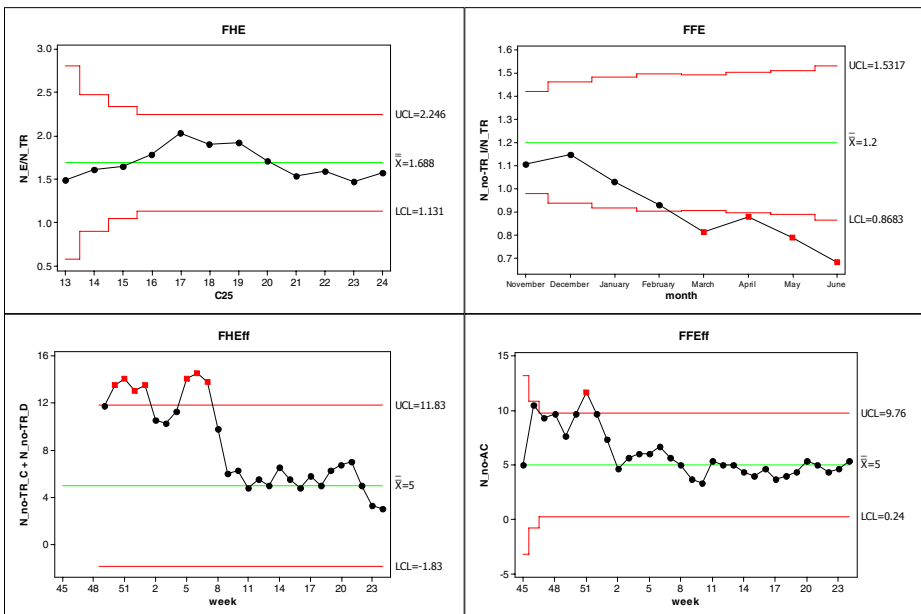 FHE
3.0
2.5
2.0
1.5
1.0
0.5
N_E/N_TR
UCL=2.246
X=1.688
LCL=1.131
13 14 15 16 17 18 19 20 21 22 23 24
C25
FFE
1.6
1.5
1.4
1.3
1.2
1.1
1.0
0.9
0.8
0.7
N_no-TR_I/N_TR
UCL=1.5317
X=1.2
LCL=0.8683
November December January February March April May June
month
FHEff
16
12
8
4
0
N_no-TR_C + N_no-TR_D
UCL=11.83
X=5
LCL=-1.83
45 48 51 2 5 8 11 14 17 20 23
week
FFEff
15
10
5
0
-5
N_no-AC
UCL=9.76
X=5
LCL=0.24
45 48 51 2 5 8 11 14 17 20 23
week